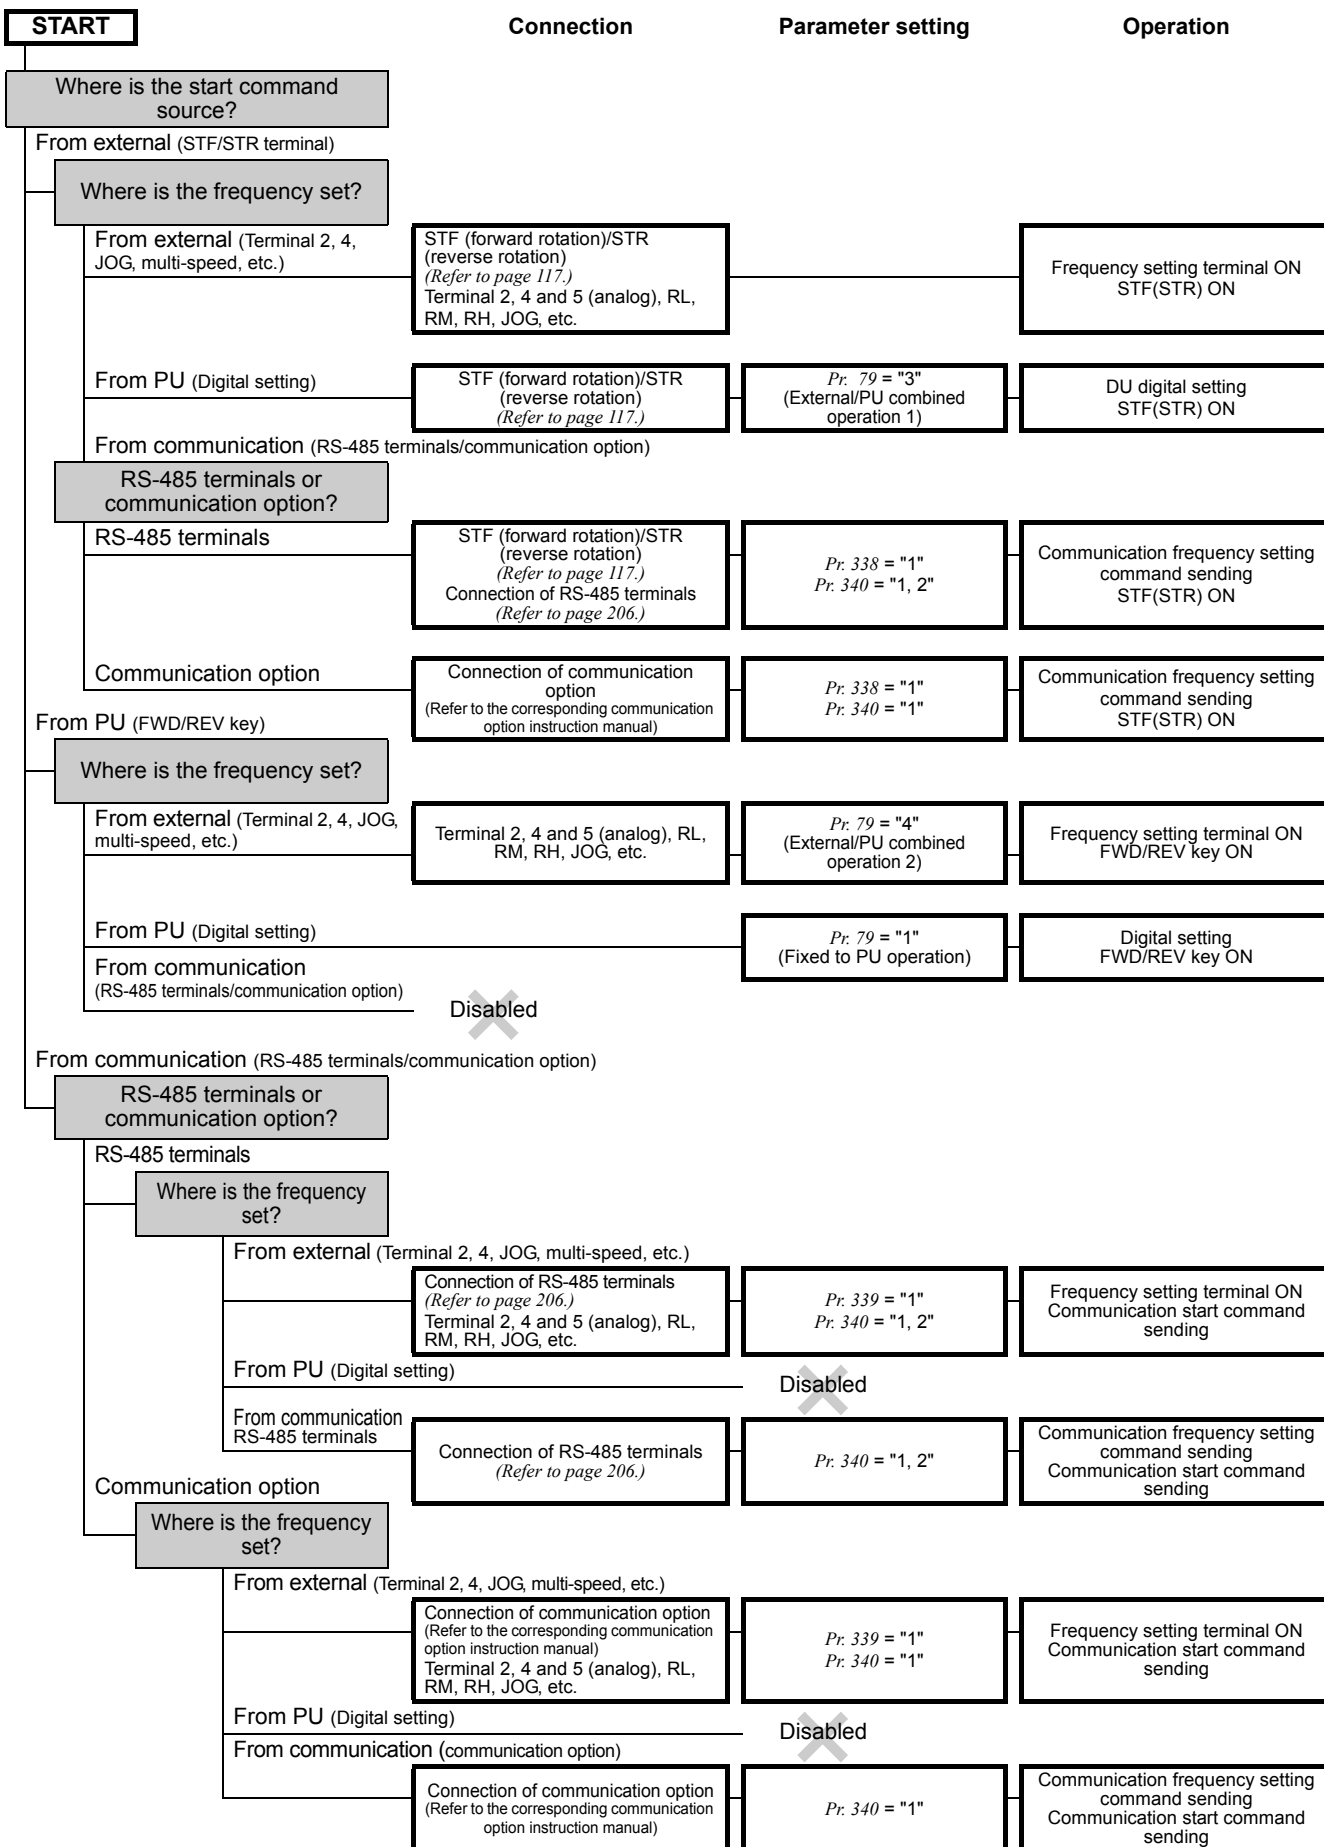 START
Connection
Parameter setting
Operation
Where is the start command
source?
From external (STF/STR terminal)
Where is the frequency set?
From external (Terminal 2, 4,
JOG, multi-speed, etc.)
STF (forward rotation)/STR
(reverse rotation)
(Refer to page 117.)
Terminal 2, 4 and 5 (analog), RL,
RM, RH, JOG, etc.
Frequency setting terminal ON
STF(STR) ON
From PU (Digital setting)
STF (forward rotation)/STR
(reverse rotation)
(Refer to page 117.)
Pr. 79 = "3"
(External/PU combined
operation 1)
DU digital setting
STF(STR) ON
From communication (RS-485 terminals/communication option)
RS-485 terminals or
communication option?
RS-485 terminals
STF (forward rotation)/STR
(reverse rotation)
(Refer to page 117.)
Connection of RS-485 terminals
(Refer to page 206.)
Pr. 338 = "1"
Pr. 340 = "1, 2"
Communication frequency setting
command sending
STF(STR) ON
Communication option
Connection of communication
option
(Refer to the corresponding communication
option instruction manual)
Pr. 338 = "1"
Pr. 340 = "1"
Communication frequency setting
command sending
STF(STR) ON
From PU (FWD/REV key)
Where is the frequency set?
From external (Terminal 2, 4, JOG,
multi-speed, etc.)
Terminal 2, 4 and 5 (analog), RL,
RM, RH, JOG, etc.
Pr. 79 = "4"
(External/PU combined
operation 2)
Frequency setting terminal ON
FWD/REV key ON
From PU (Digital setting)
Pr. 79 = "1"
(Fixed to PU operation)
Digital setting
FWD/REV key ON
From communication
(RS-485 terminals/communication option)
Disabled
From communication (RS-485 terminals/communication option)
RS-485 terminals or
communication option?
RS-485 terminals
Where is the frequency
set?
From external (Terminal 2, 4, JOG, multi-speed, etc.)
Connection of RS-485 terminals
(Refer to page 206.)
Terminal 2, 4 and 5 (analog), RL,
RM, RH, JOG, etc.
Pr. 339 = "1"
Pr. 340 = "1, 2"
Frequency setting terminal ON
Communication start command
sending
From PU (Digital setting)
Disabled
From communication
RS-485 terminals
Connection of RS-485 terminals
(Refer to page 206.)
Pr. 340 = "1, 2"
Communication frequency setting
command sending
Communication start command
sending
Communication option
Where is the frequency
set?
From external (Terminal 2, 4, JOG, multi-speed, etc.)
Connection of communication option
(Refer to the corresponding communication
option instruction manual)
Terminal 2, 4 and 5 (analog), RL,
RM, RH, JOG, etc.
Pr. 339 = "1"
Pr. 340 = "1"
Frequency setting terminal ON
Communication start command
sending
From PU (Digital setting)
Disabled
From communication (communication option)
Connection of communication option
(Refer to the corresponding communication
option instruction manual)
Pr. 340 = "1"
Communication frequency setting
command sending
Communication start command
sending